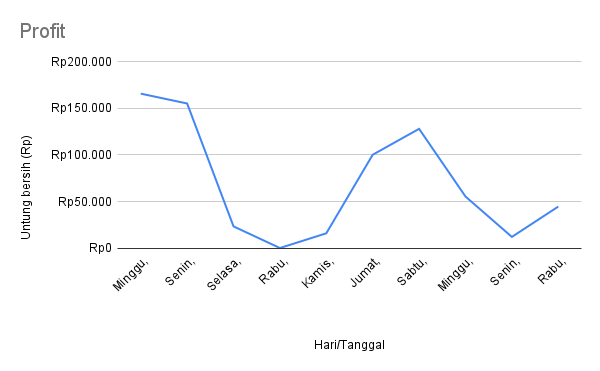 Profit
Rp200.000
Rp150.000
Rp100.000
Rp50.000
Rp0
Untung bersih (Rp)
Minggu,
Senin,
Selasa,
Rabu,
Kamis,
Jumat,
Sabtu,
Minggu,
Senin,
Rabu,
Hari/Tanggal